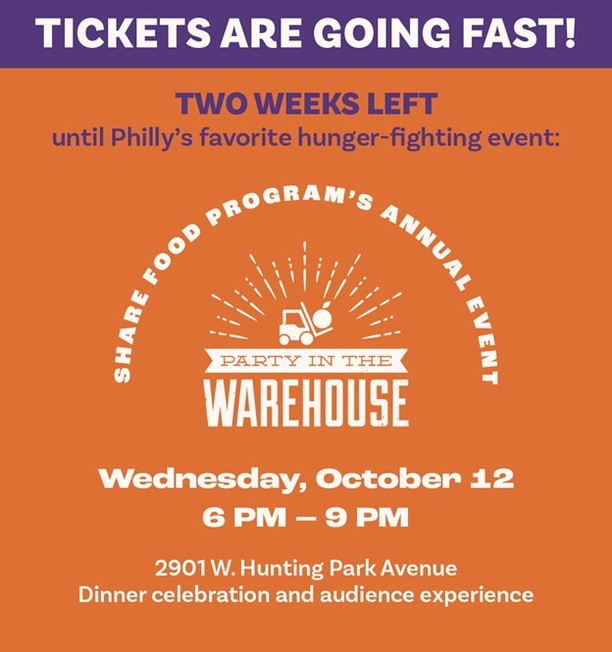 TICKETS ARE GOING FAST!
TWO WEEKS LEFT
until Philly’s favorite hunger-fighting event:
SHARE FOOD PROGRAM’S ANNUAL EVENT
PARTY IN THE
WAREHOUSE
Wednesday, October 12
6 PM – 9 PM
2901 W. Hunting Park Avenue
Dinner celebration and audience experience